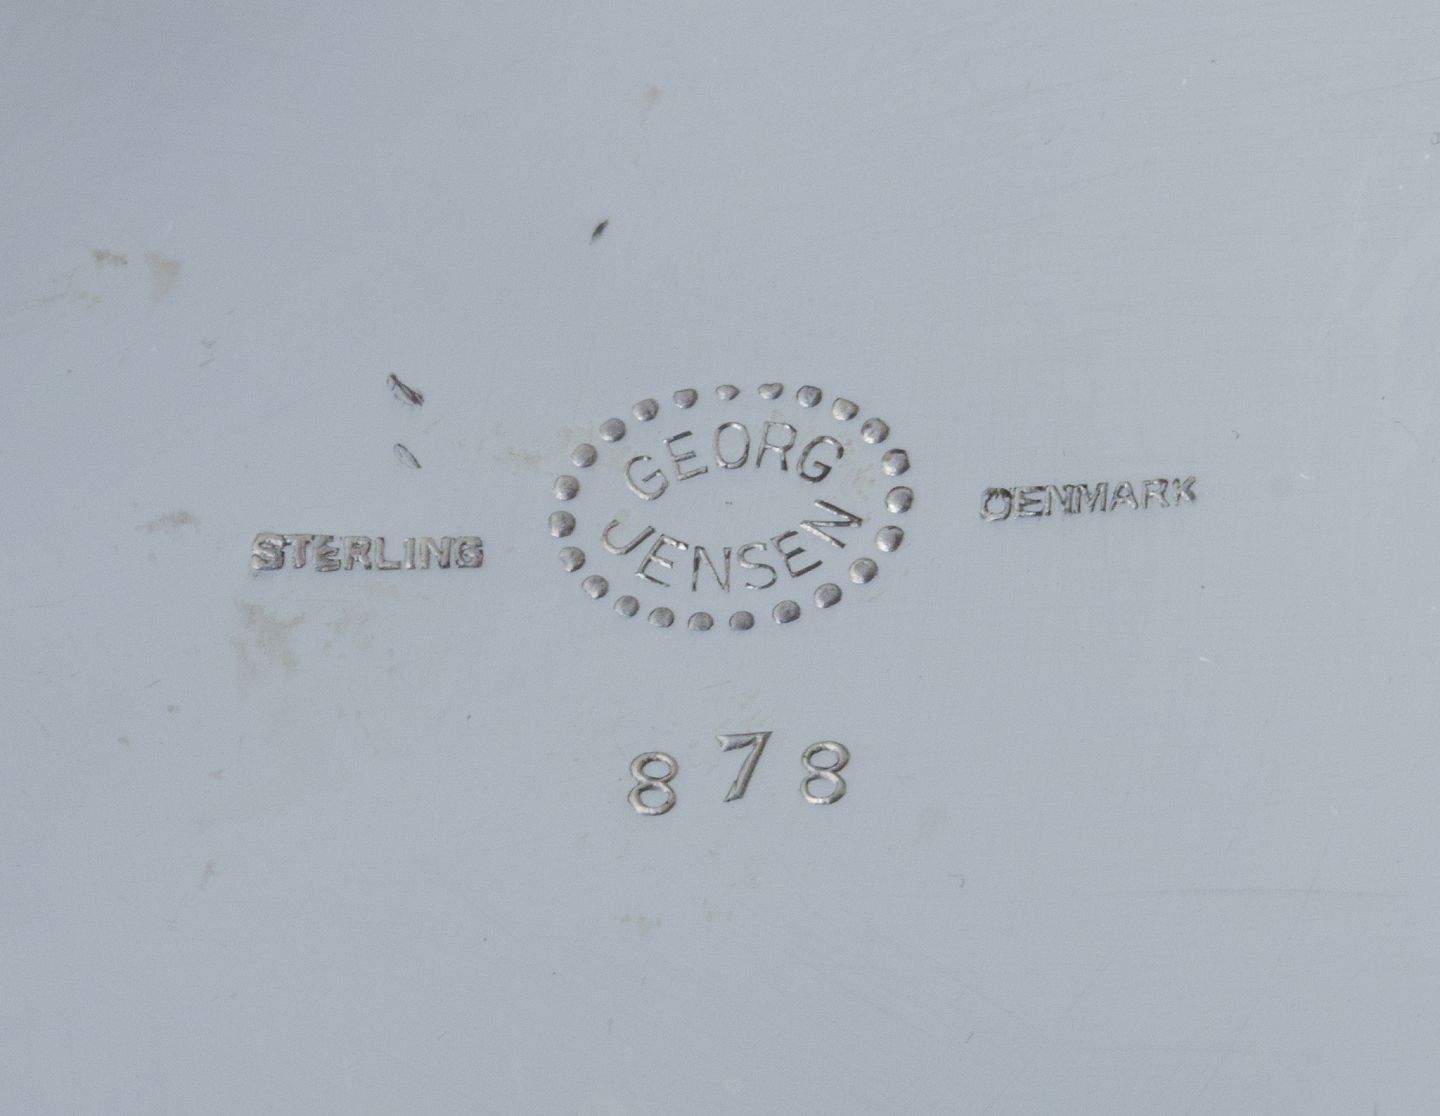 GEORG
JENSEN
STERLING
DENMARK
878